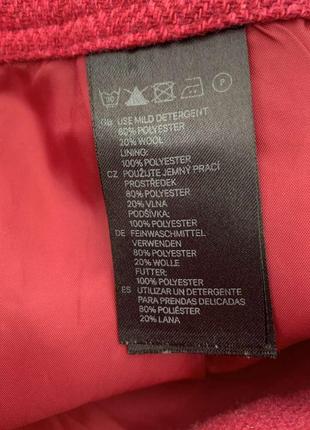 GB USE MILD DETERGENT
80% POLYESTER
20% WOOL
LINING:
100% POLYESTER
CZ POUŽIJTE JEMNÝ PRACÍ
PROSTŘEDEK
80% POLYESTER
20% VLNA
PODŠÍVKA:
100% POLYESTER
DE FEINWASCHMITTEL
VERWENDEN
80% POLYESTER
20% WOLLE
FUTTER:
100% POLYESTER
ES UTILIZAR UN DETERGENTE
PARA PRENDAS DELICADAS
80% POLIÉSTER
20% LANA